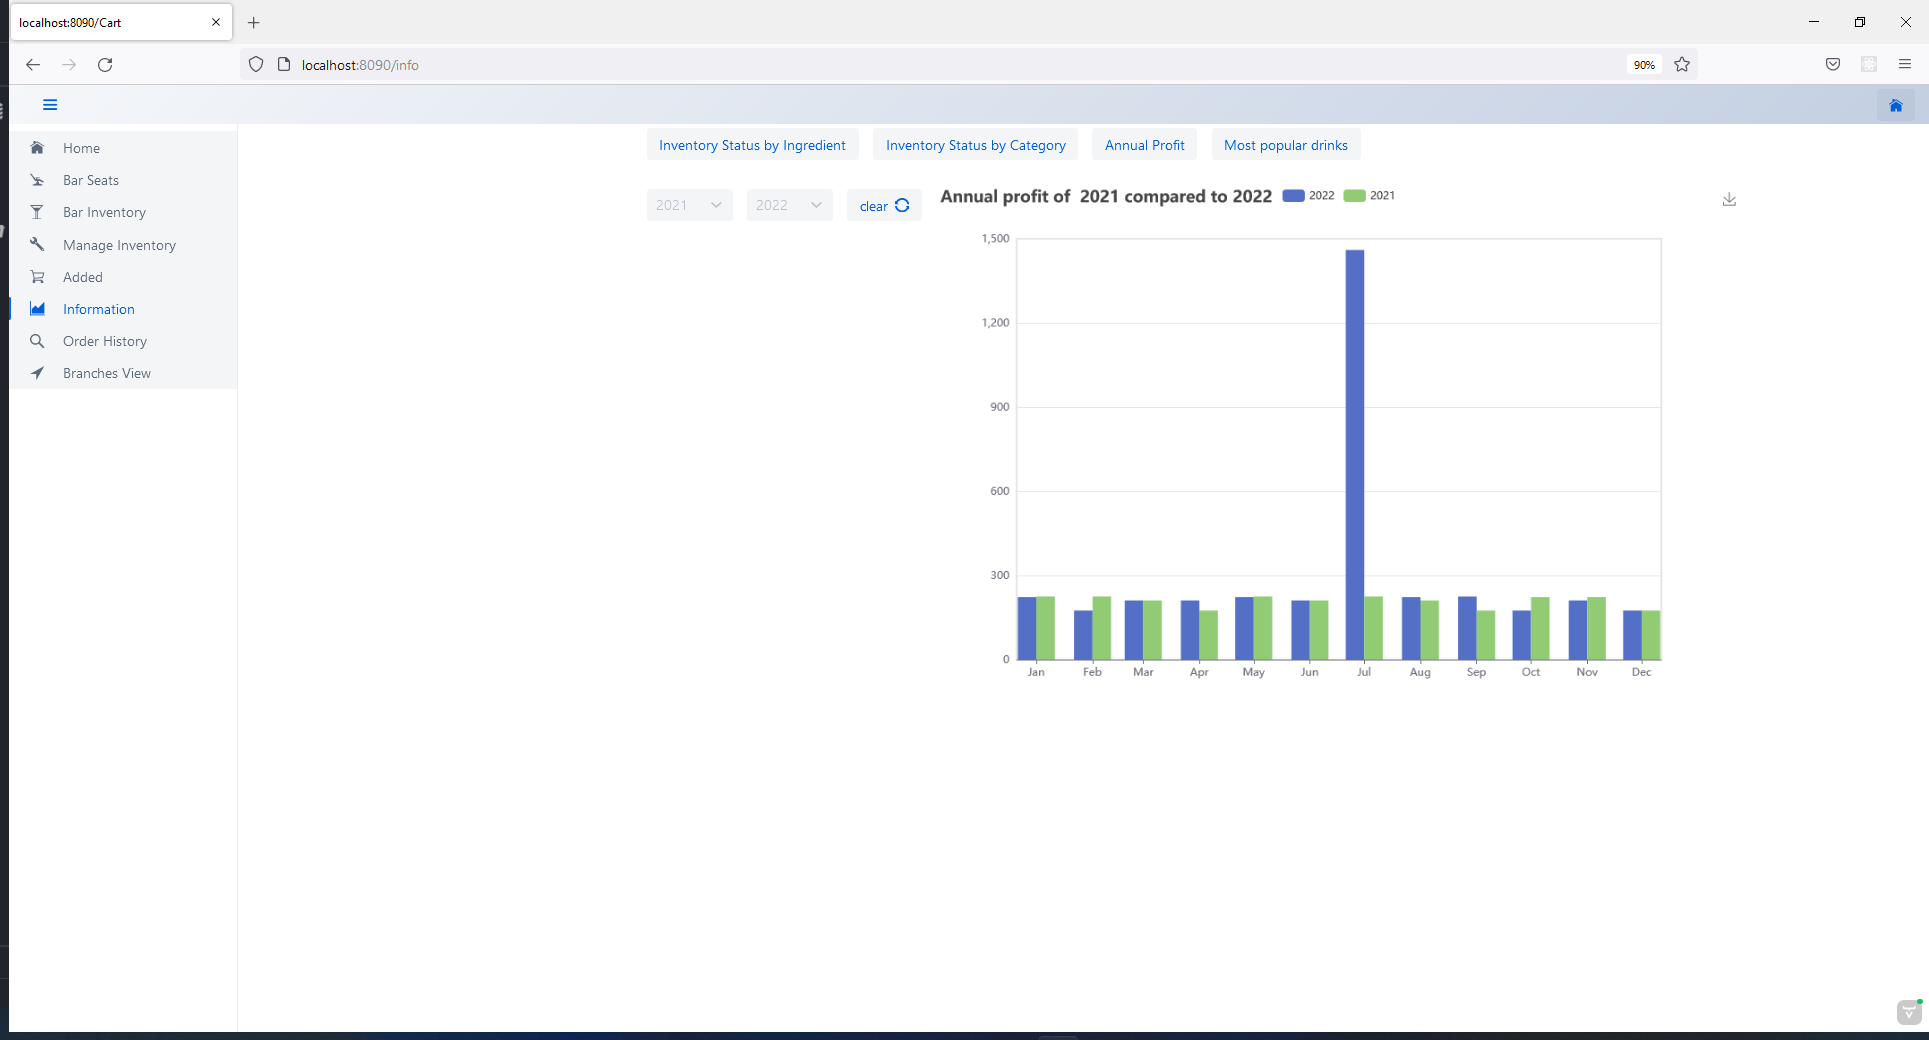 localhost:8090/Cart
localhost:8090/info
90%
Home
Bar Seats
Bar Inventory
Manage Inventory
Added
Information
Order History
Branches View
Inventory Status by Ingredient
Inventory Status by Category
Annual Profit
Most popular drinks
2021
2022
clear
Annual profit of  2021 compared to 2022
2022
2021
1,500
1,200
900
600
300
0
Jan Feb Mar Apr May Jun Jul Aug Sep Oct Nov Dec